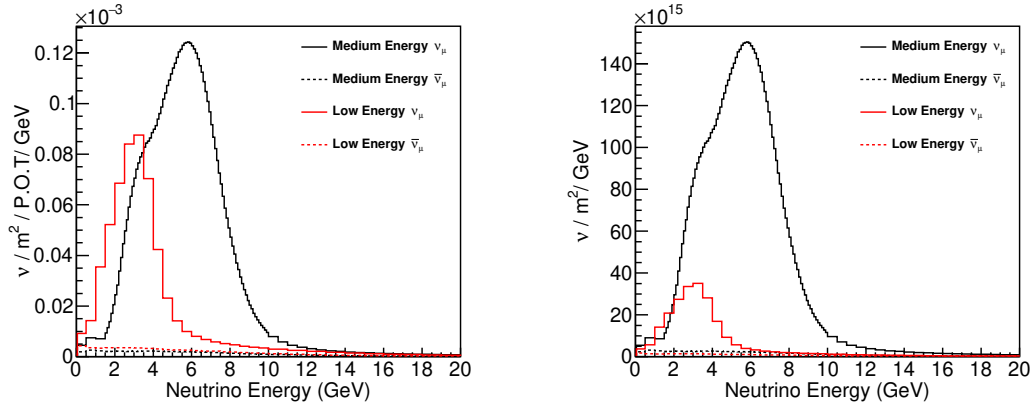 ×10⁻³
0.12
0.1
0.08
0.06
0.04
0.02
0
ν / m² / P.O.T/ GeV
Medium Energy ν_μ
Medium Energy ν̅_μ
Low Energy ν_μ
Low Energy ν̅_μ
0 2 4 6 8 10 12 14 16 18 20
Neutrino Energy (GeV)
×10¹⁵
140
120
100
80
60
40
20
0
ν / m²/ GeV
Medium Energy ν_μ
Medium Energy ν̅_μ
Low Energy ν_μ
Low Energy ν̅_μ
0 2 4 6 8 10 12 14 16 18 20
Neutrino Energy (GeV)